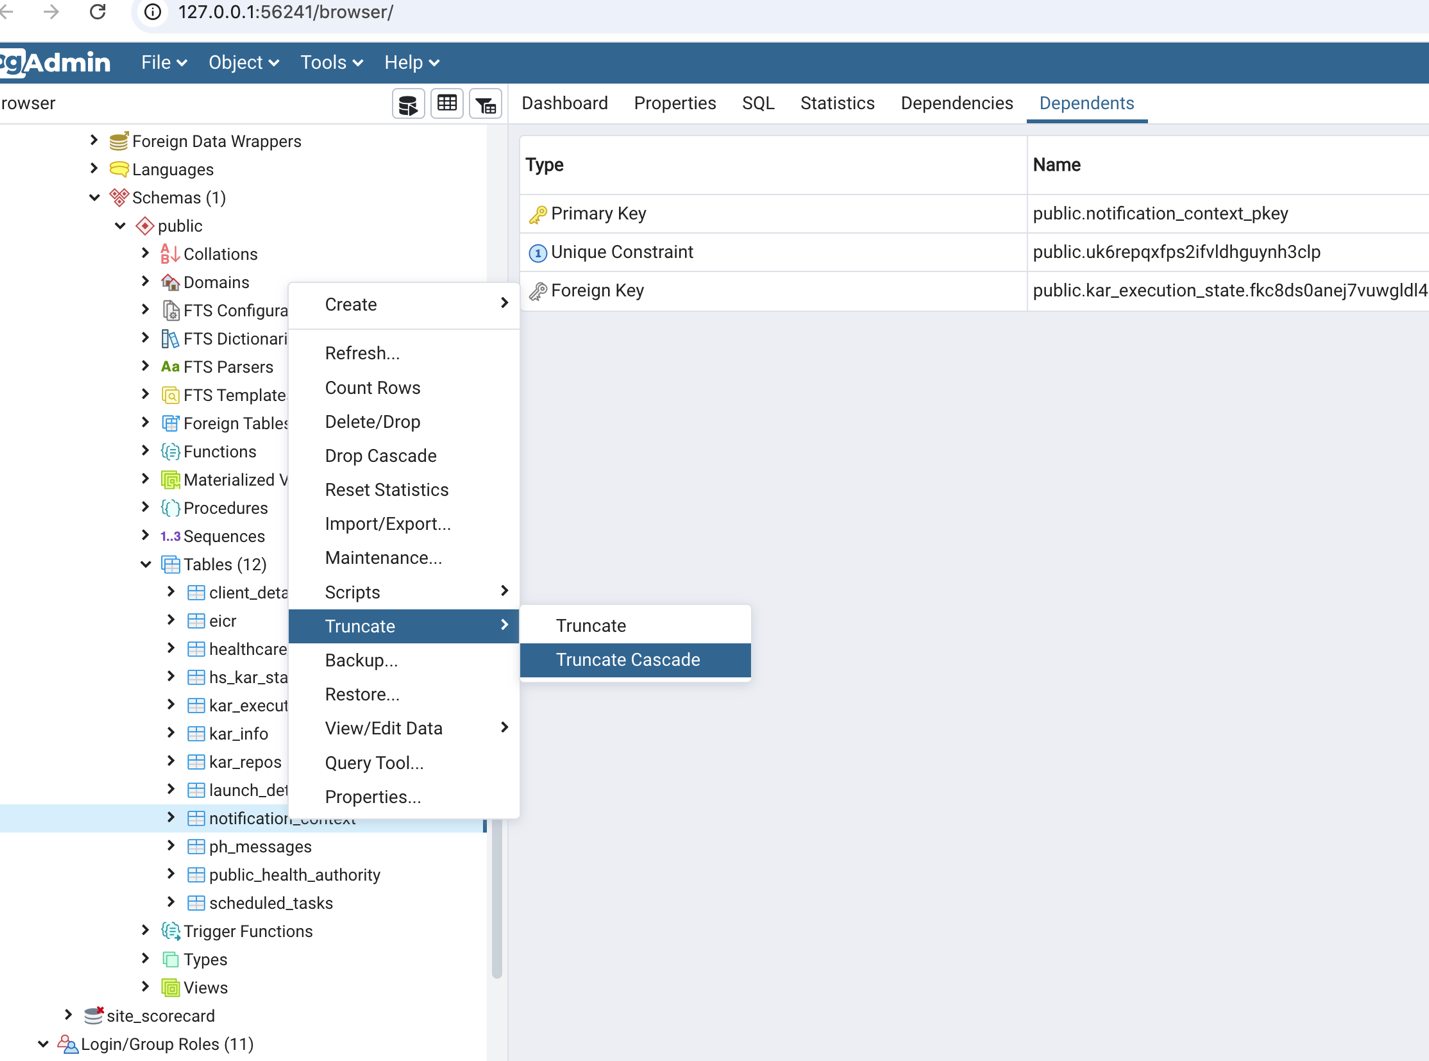 127.0.0.1:56241/browser/
pgAdmin File Object Tools Help
rowser
Dashboard Properties SQL Statistics Dependencies Dependents
Foreign Data Wrappers
Languages
Schemas (1)
public
Collations
Domains
FTS Configura
FTS Dictionari
Aa FTS Parsers
FTS Template
Foreign Tables
Functions
Materialized V
Procedures
1..3 Sequences
Tables (12)
client_deta
eicr
healthcare
hs_kar_sta
kar_execut
kar_info
kar_repos
launch_det
notification_context
ph_messages
public_health_authority
scheduled_tasks
Trigger Functions
Types
Views
site_scorecard
Login/Group Roles (11)
Create
Refresh...
Count Rows
Delete/Drop
Drop Cascade
Reset Statistics
Import/Export...
Maintenance...
Scripts
Truncate
Backup...
Restore...
View/Edit Data
Query Tool...
Properties...
Truncate
Truncate Cascade
Type Name
Primary Key public.notification_context_pkey
1 Unique Constraint public.uk6repqxfps2ifvldhguynh3clp
Foreign Key public.kar_execution_state.fkc8ds0anej7vuwgldl4